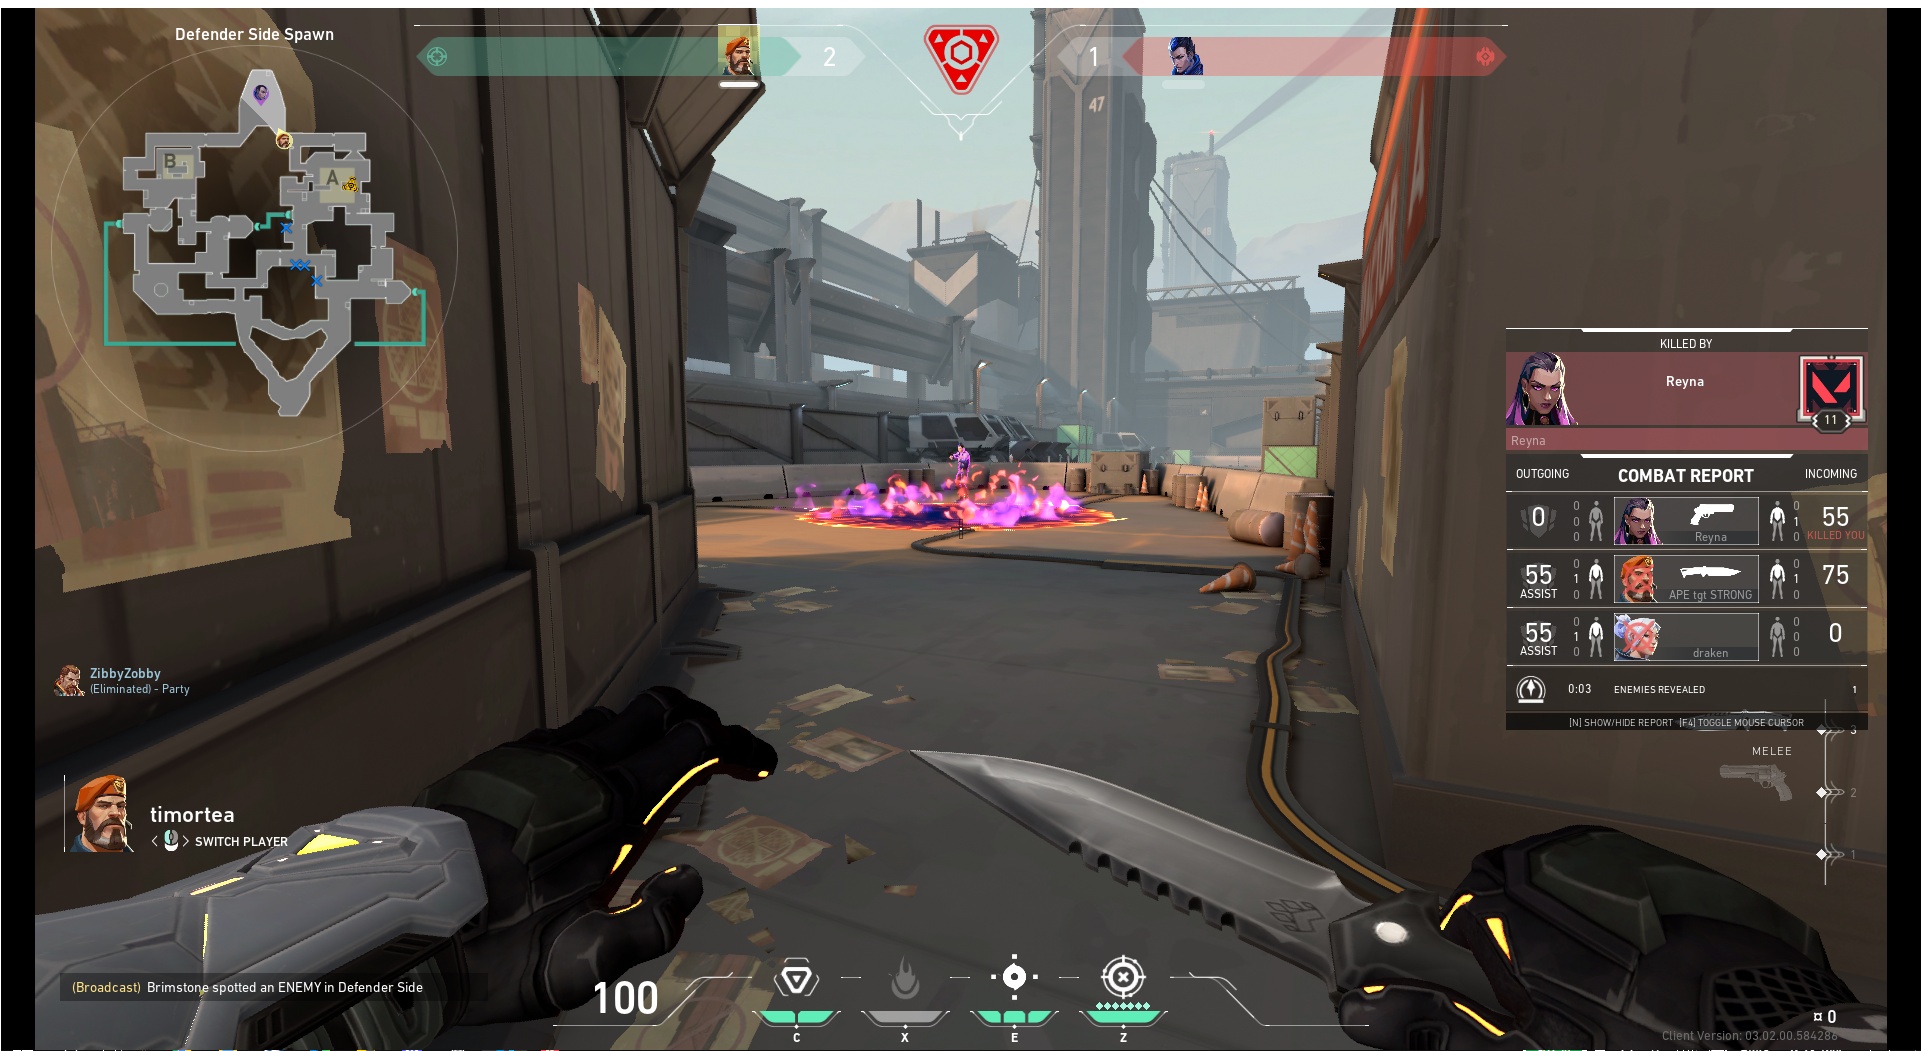 Defender Side Spawn
2
1
47
B
A
KILLED BY
Reyna
11
Reyna
OUTGOING COMBAT REPORT INCOMING
0 0 0 0 0 1 0 55
Reyna KILLED YOU
55 0 1 0 0 1 0 75
ASSIST APE tgt STRONG
55 0 1 0 0 0 0 0
ASSIST draken
0:03 ENEMIES REVEALED 1
[N] SHOW/HIDE REPORT [F4] TOGGLE MOUSE CURSOR
3
MELEE
2
1
ZibbyZobby
(Eliminated) - Party
timortea
< > SWITCH PLAYER
(Broadcast) Brimstone spotted an ENEMY in Defender Side
100
C X E Z
¤ 0
Client Version: 03.02.00.584286